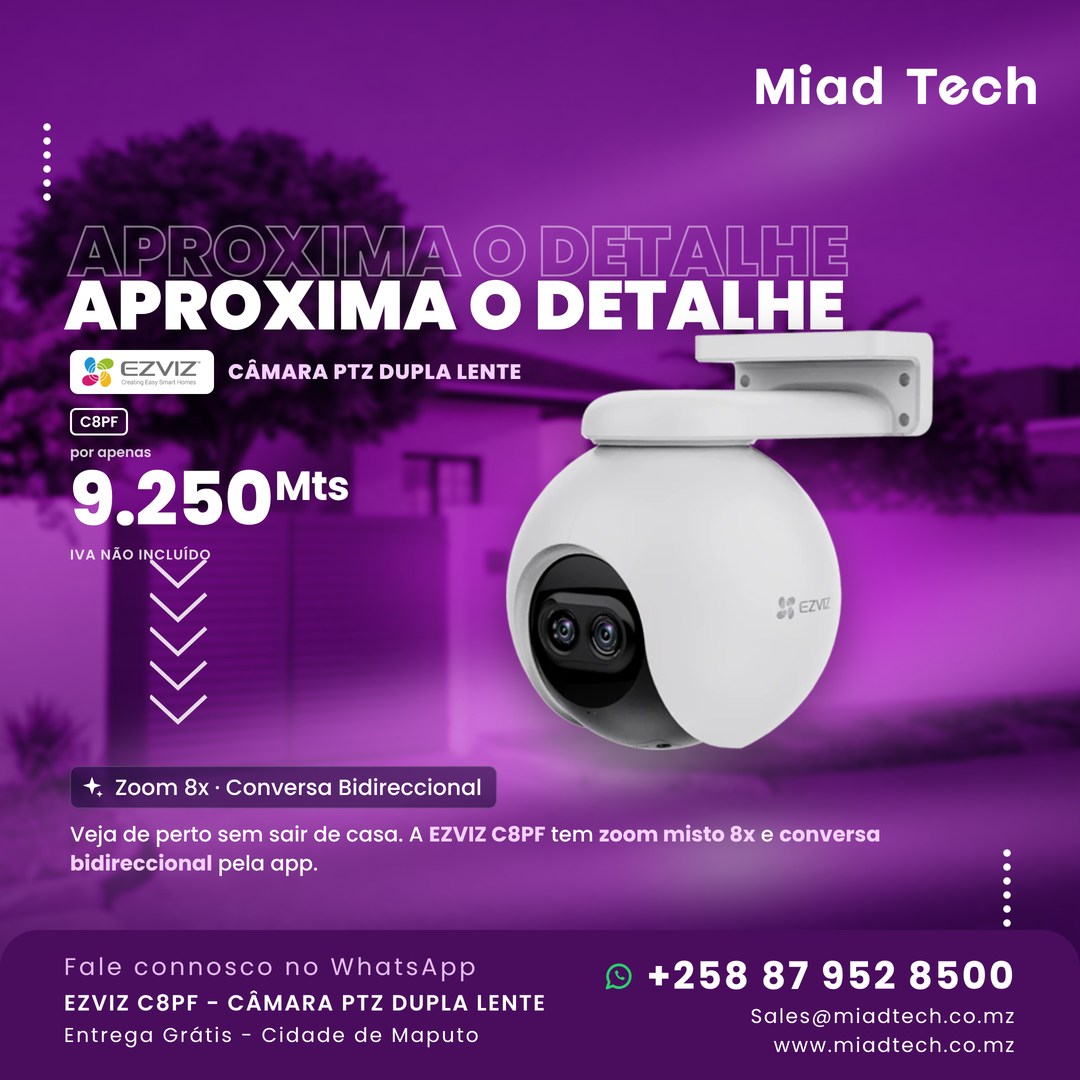 Miad Tech
APROXIMA O DETALHE
APROXIMA O DETALHE
EZVIZ™
Creating Easy Smart Homes
CÂMARA PTZ DUPLA LENTE
C8PF
por apenas
9.250Mts
IVA NÃO INCLUÍDO
EZVIZ
Zoom 8x · Conversa Bidireccional
Veja de perto sem sair de casa. A EZVIZ C8PF tem zoom misto 8x e conversa
bidireccional pela app.
Fale connosco no WhatsApp
EZVIZ C8PF – CÂMARA PTZ DUPLA LENTE
Entrega Grátis – Cidade de Maputo
+258 87 952 8500
Sales@miadtech.co.mz
www.miadtech.co.mz